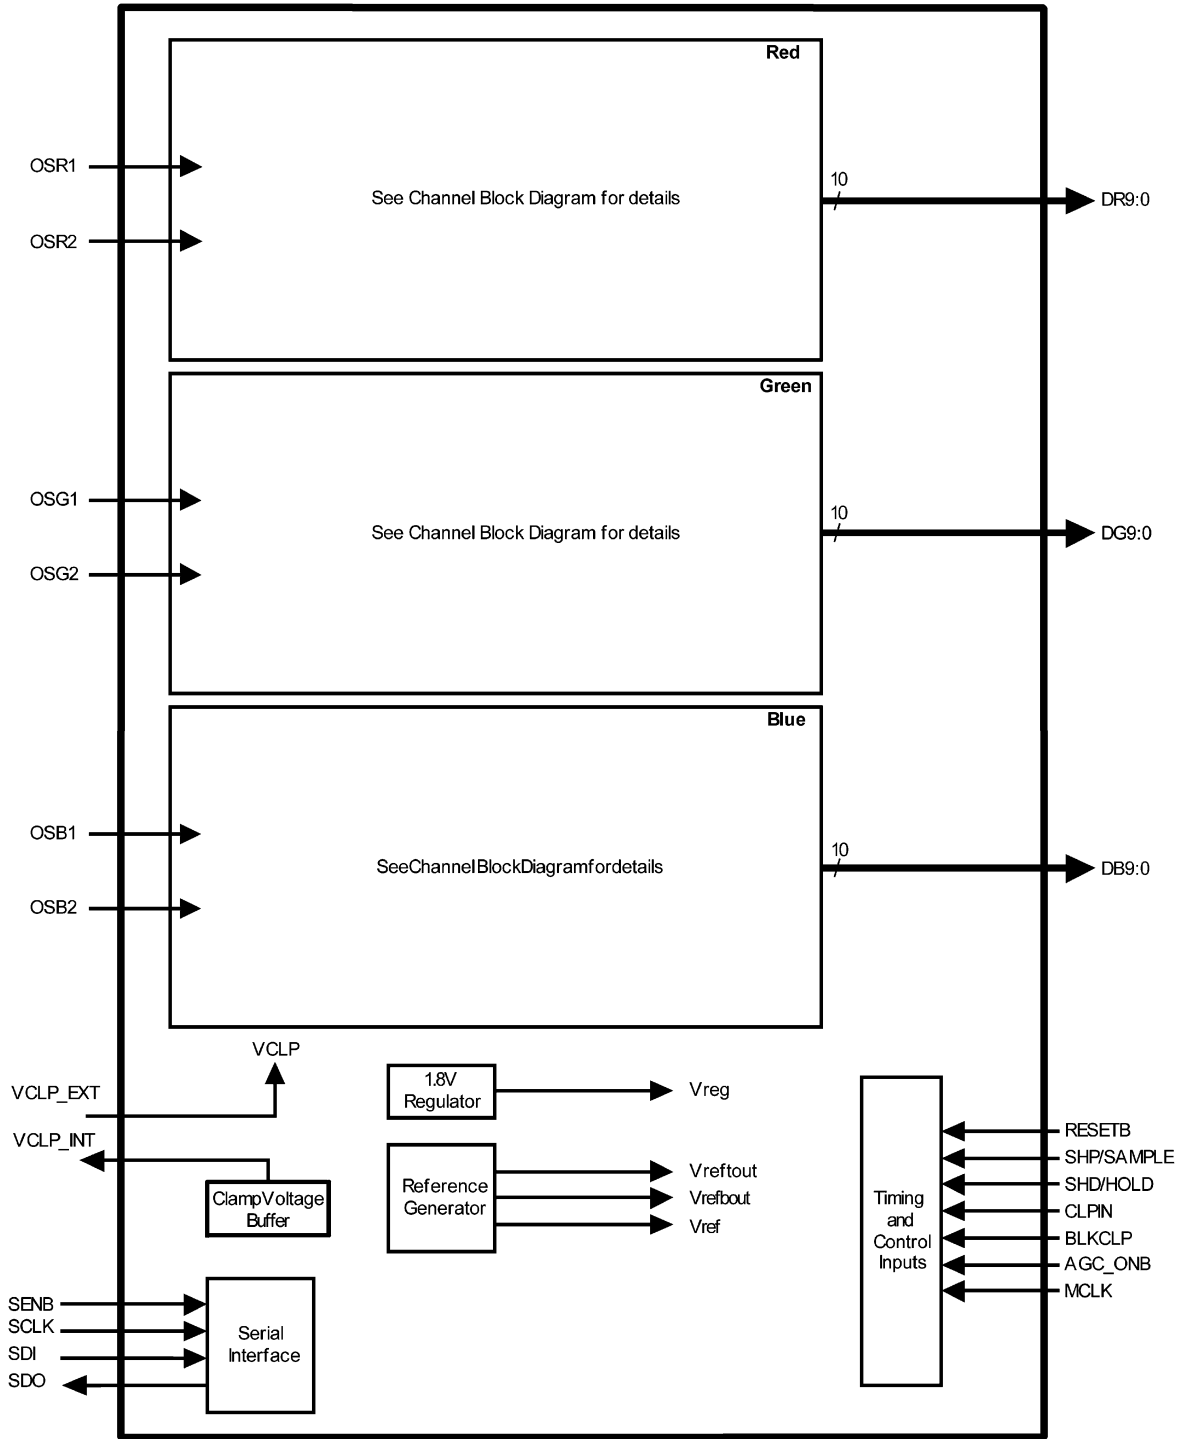 Red
OSR1
See Channel Block Diagram for details
10
DR9:0
OSR2
Green
OSG1
See Channel Block Diagram for details
10
DG9:0
OSG2
Blue
OSB1
SeeChannelBlockDiagramfordetails
10
DB9:0
OSB2
VCLP
VCLP_EXT
VCLP_INT
ClampVoltage
Buffer
1.8V
Regulator
Vreg
Reference
Generator
Vreftout
Vrefbout
Vref
Timing
and
Control
Inputs
RESETB
SHP/SAMPLE
SHD/HOLD
CLPIN
BLKCLP
AGC_ONB
MCLK
SENB
SCLK
SDI
SDO
Serial
Interface